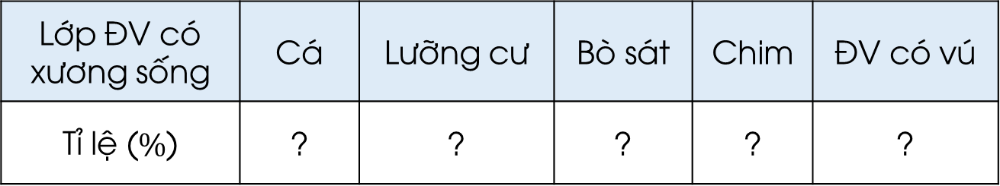 Lớp ĐV có
xương sống
Cá
Lưỡng cư
Bò sát
Chim
ĐV có vú
Tỉ lệ (%)
?
?
?
?
?